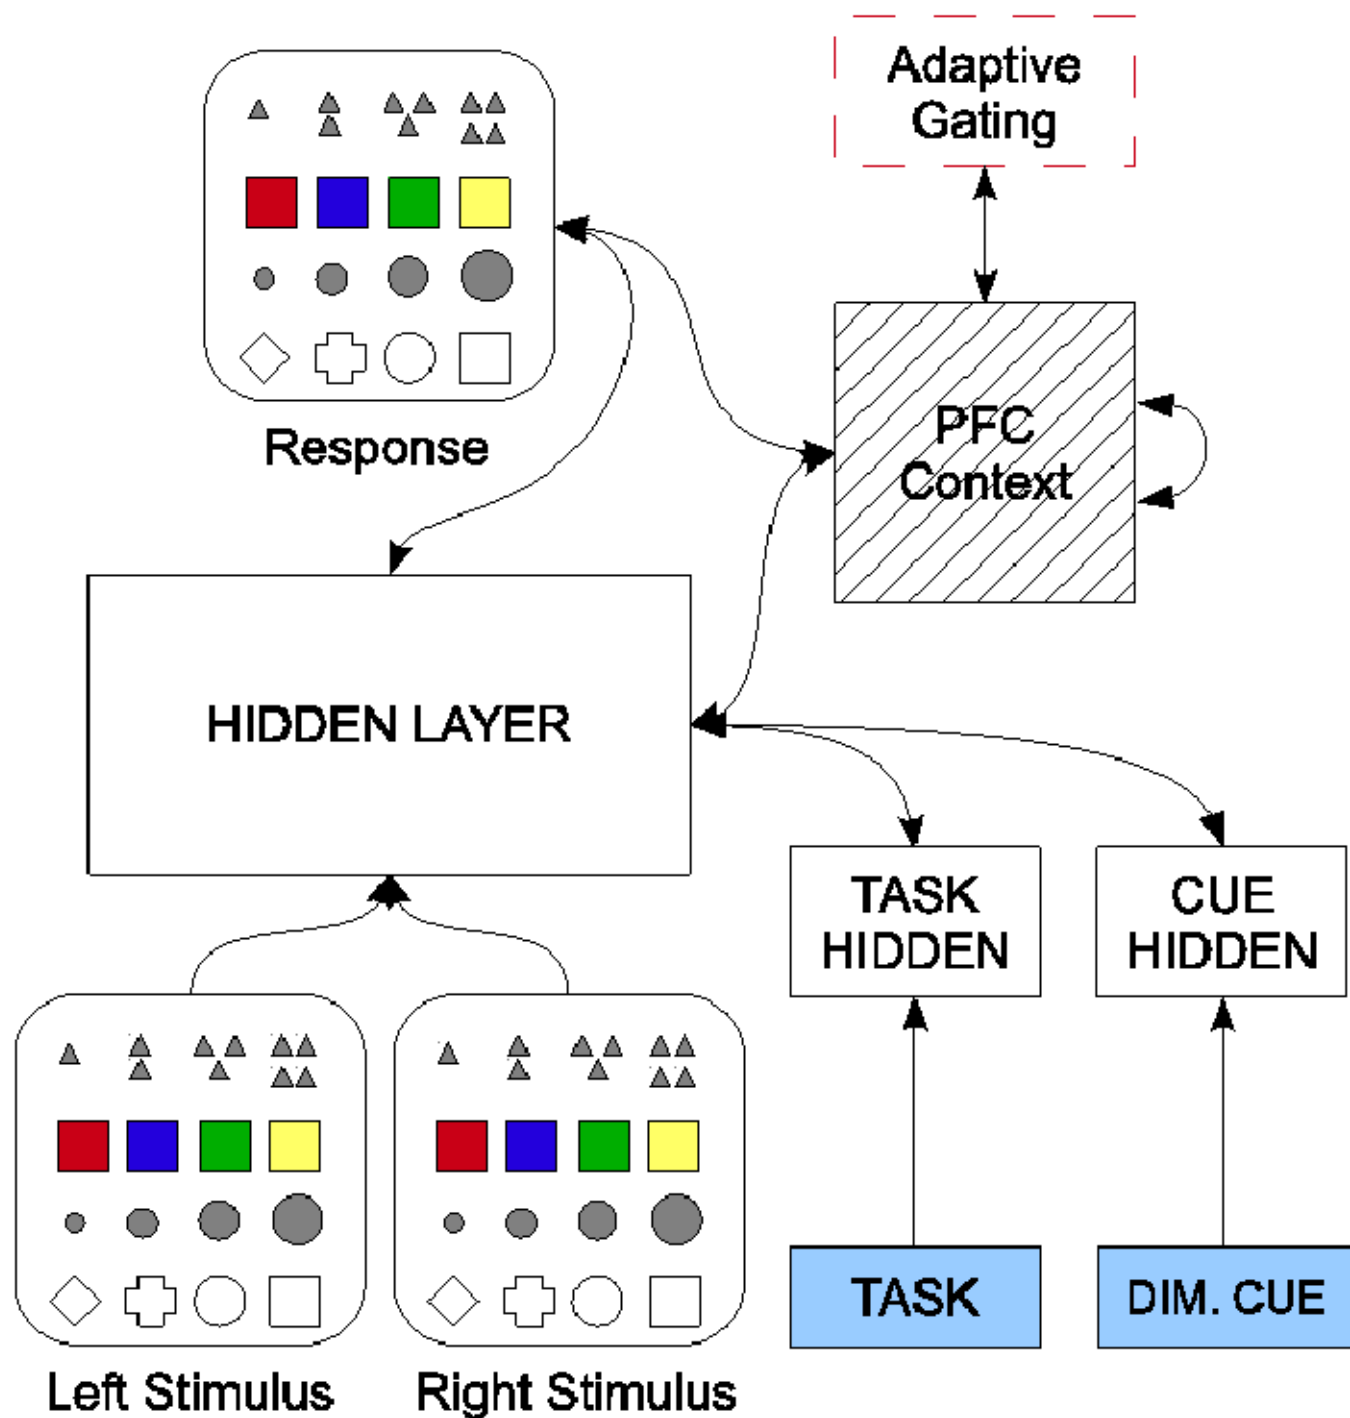 Adaptive
Gating
Response
PFC
Context
HIDDEN LAYER
TASK
HIDDEN
CUE
HIDDEN
TASK
DIM. CUE
Left Stimulus
Right Stimulus